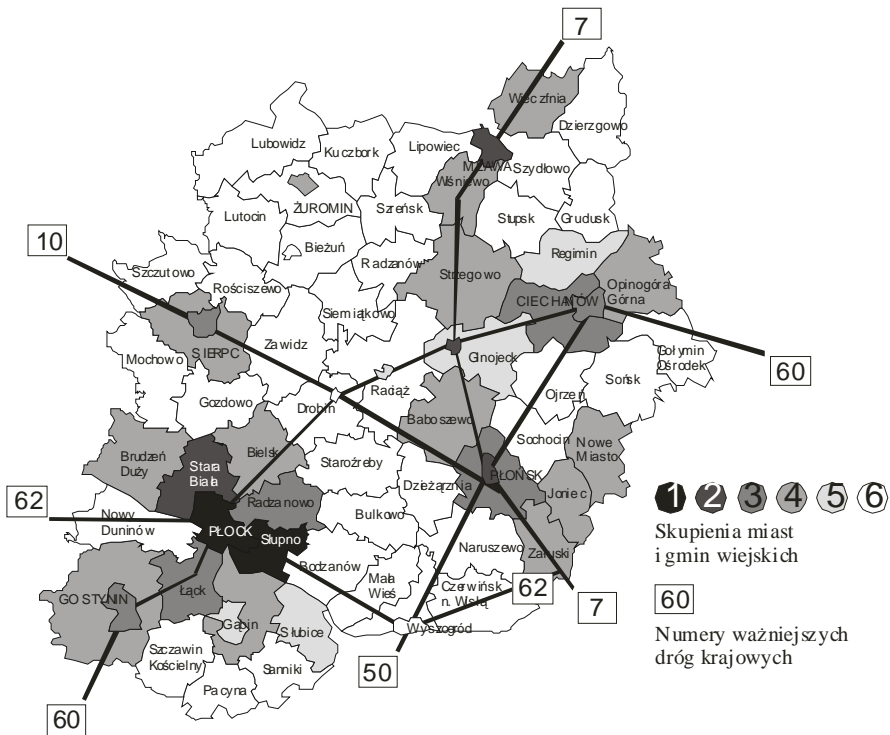 7
Wieczfnia
Dzierzgowo
Lubowidz
Kuczbork
Lipowiec
MŁAWA
Szydłowo
Wiśniewo
ŻUROMIN
Szreńsk
Lutocin
Stupsk
Grudusk
Bieżuń
10
Radzanów
Regimin
Szczutowo
Strzegowo
Opinogóra
Górna
Rościszewo
CIECHANÓW
Siemiątkowo
SIERPC
Zawidz
Mochowo
Glinojeck
Gołymin
Ośrodek
60
Raciąż
Sońsk
Ojrzeń
Gozdowo
Drobin
Baboszewo
Sochocin
Nowe
Miasto
Brudzeń
Duży
Stara
Biała
Bielsk
Staroźreby
Dzieżążnia
PŁOŃSK
Joniec
1 2 3 4 5 6
62
Radzanowo
Nowy
Duninów
PŁOCK
Słupno
Bulkowo
Skupienia miast
i gmin wiejskich
Naruszewo
Załuski
Bodzanów
Mała
Wieś
Czerwińsk
n. Wisłą
62
7
60
GOSTYNIN
Łąck
Gąbin
Słubice
Wyszogród
Numery ważniejszych
dróg krajowych
Szczawin
Kościelny
Sanniki
50
Pacyna
60